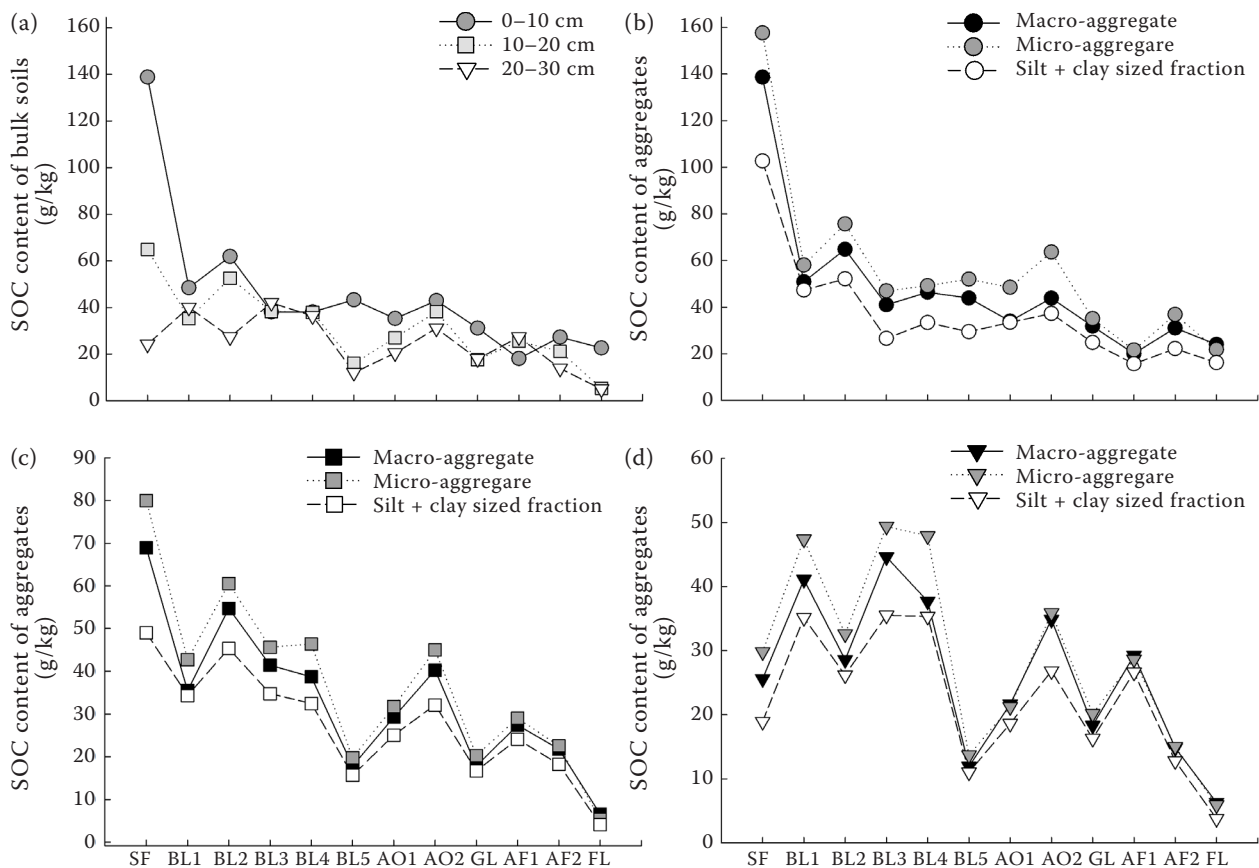 (a)
0–10 cm
10–20 cm
20–30 cm
SOC content of bulk soils
(g/kg)
160
140
120
100
80
60
40
20
0
(b)
Macro-aggregate
Micro-aggregare
Silt + clay sized fraction
SOC content of aggregates
(g/kg)
160
140
120
100
80
60
40
20
0
(c)
Macro-aggregate
Micro-aggregare
Silt + clay sized fraction
SOC content of aggregates
(g/kg)
90
80
70
60
50
40
30
20
10
0
SF BL1 BL2 BL3 BL4 BL5 AO1 AO2 GL AF1 AF2 FL
(d)
Macro-aggregate
Micro-aggregare
Silt + clay sized fraction
SOC content of aggregates
(g/kg)
60
50
40
30
20
10
0
SF BL1 BL2 BL3 BL4 BL5 AO1 AO2 GL AF1 AF2 FL